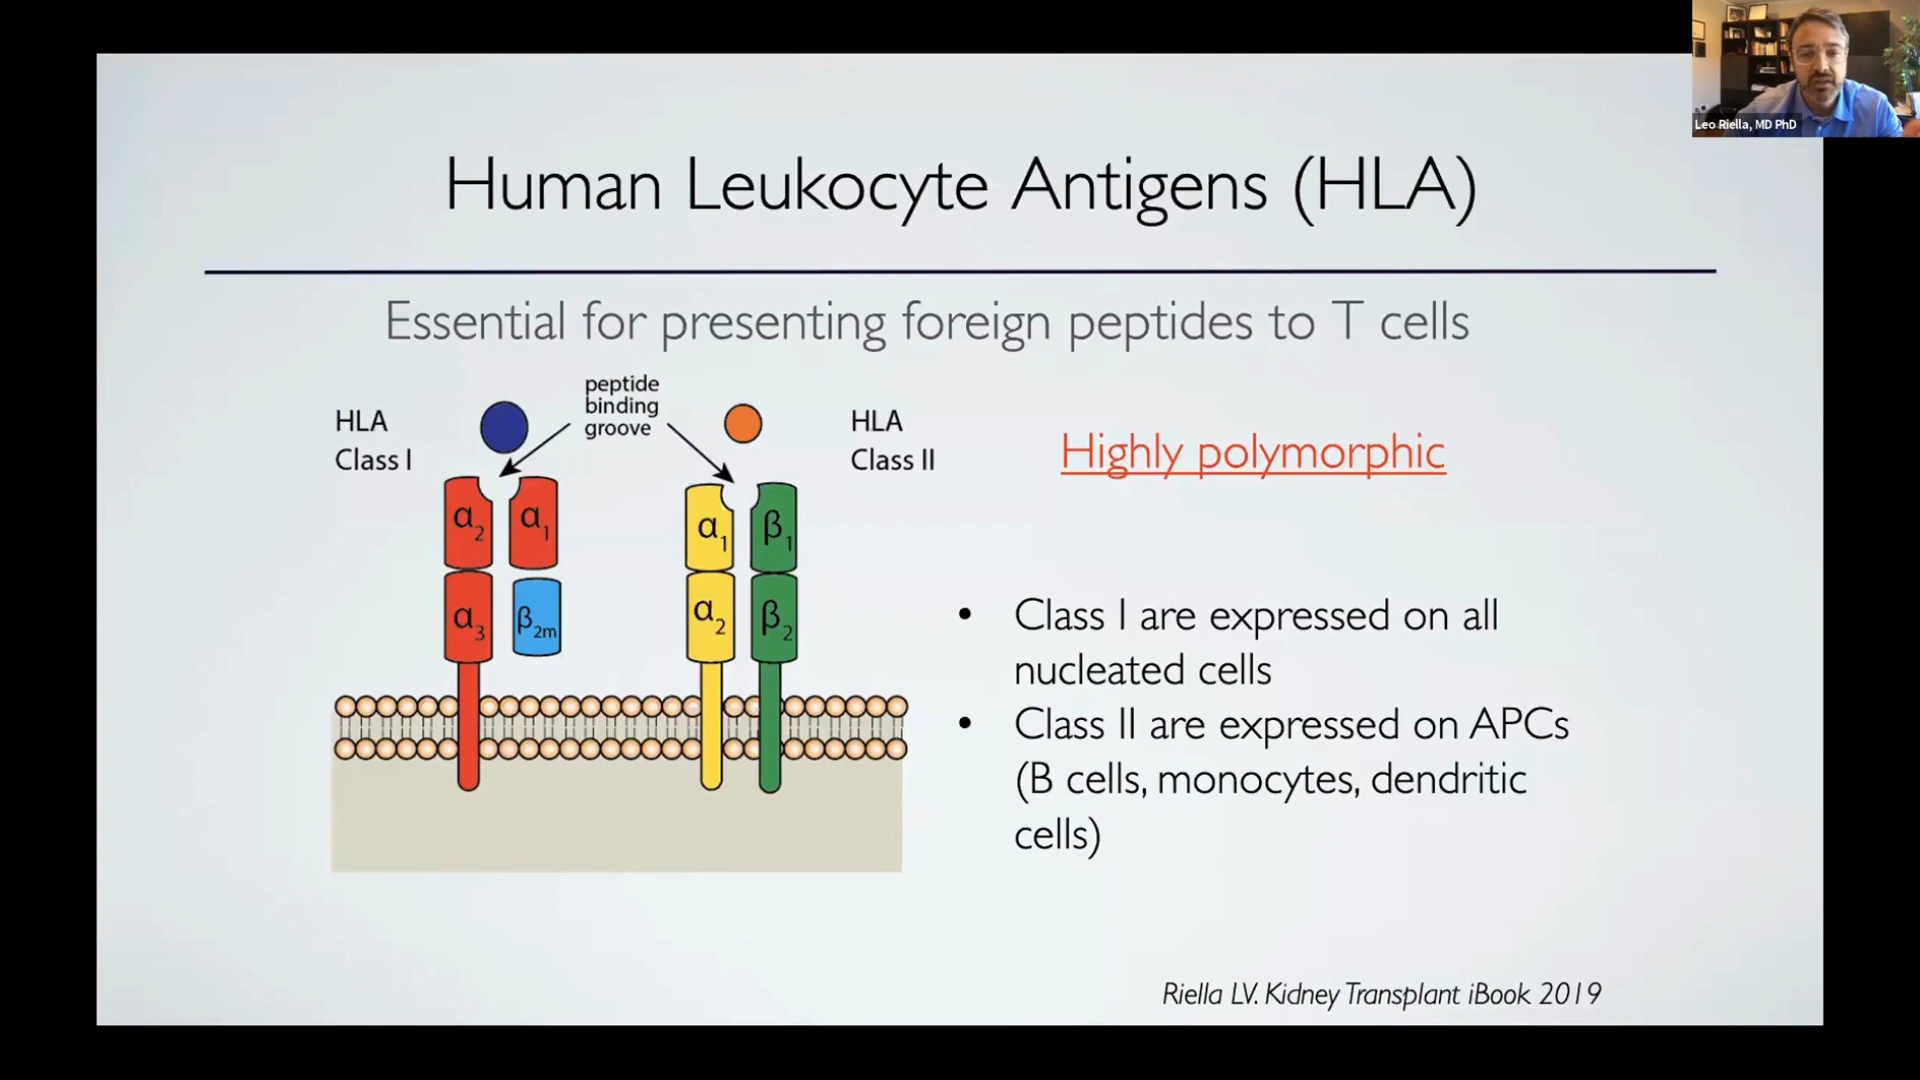 Leo Riella, MD PhD
Human Leukocyte Antigens (HLA)
Essential for presenting foreign peptides to T cells
HLA
Class I
peptide
binding
groove
HLA
Class II
α2
α1
α3
β2m
α1
β1
α2
β2
Highly polymorphic
• Class I are expressed on all
nucleated cells
• Class II are expressed on APCs
(B cells, monocytes, dendritic
cells)
Riella LV. Kidney Transplant iBook 2019